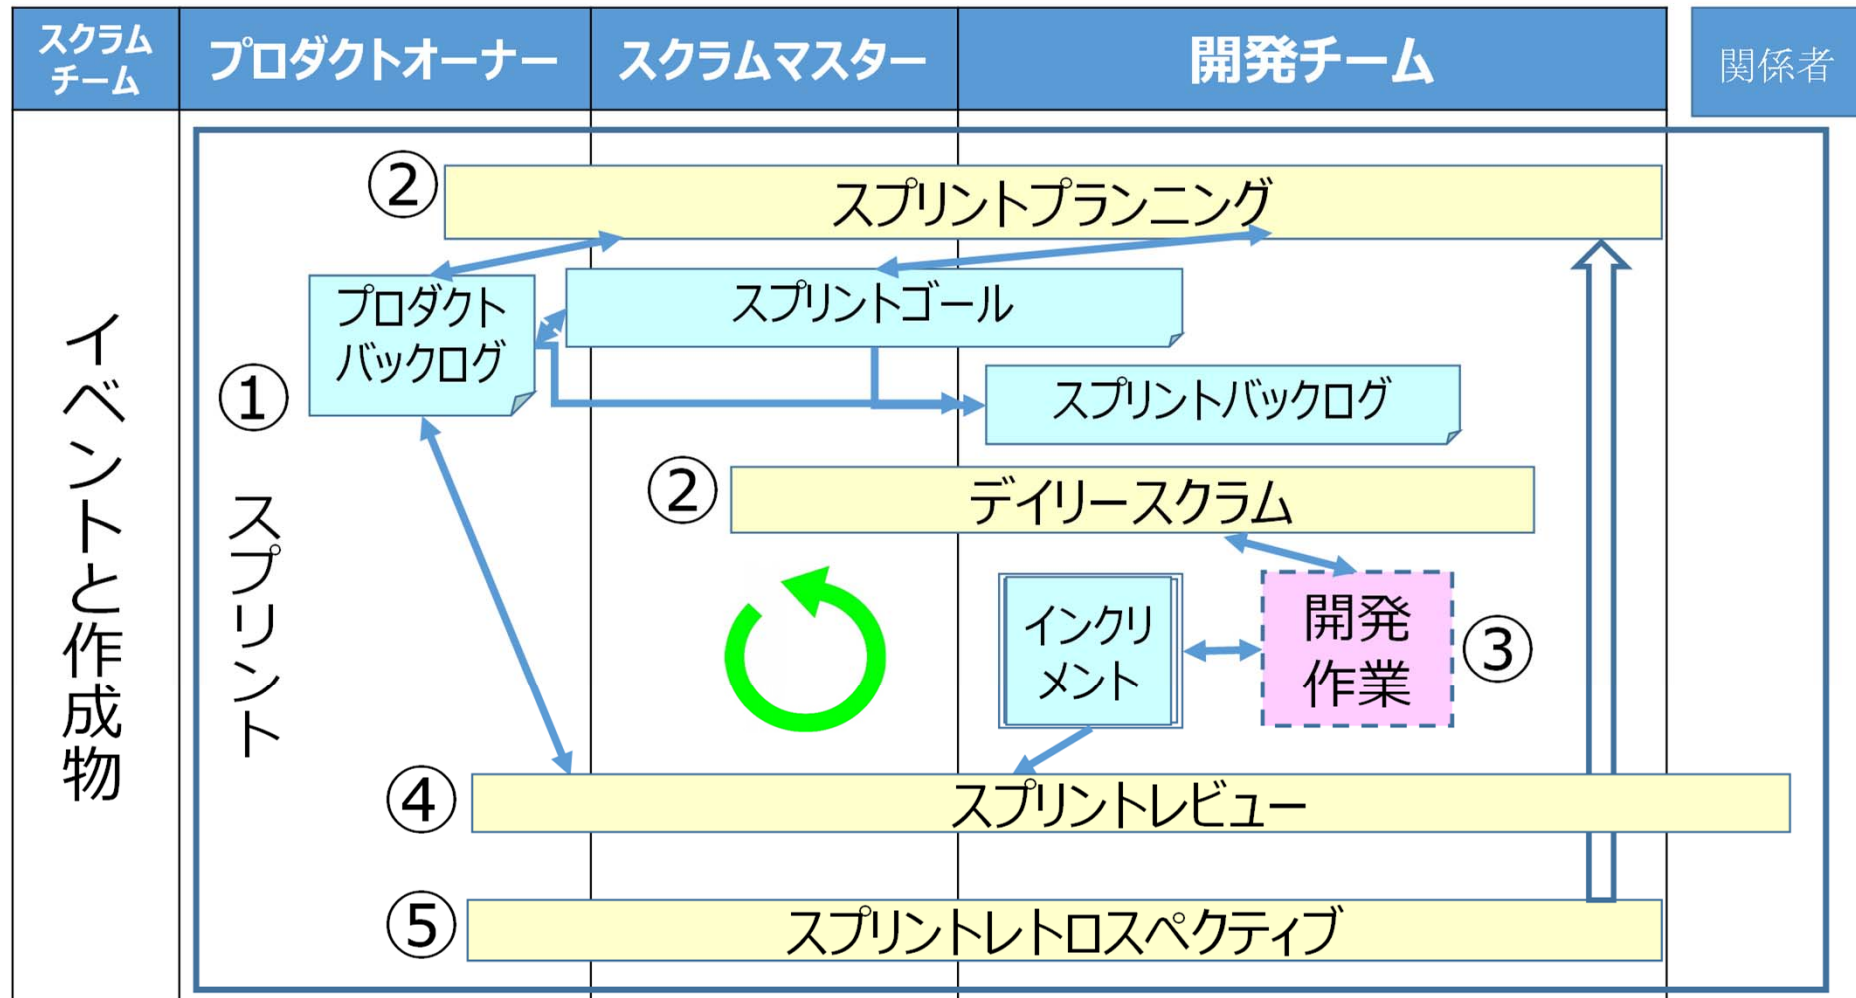 スクラム
チーム
プロダクトオーナー
スクラムマスター
開発チーム
関係者
イベントと作成物
② スプリントプランニング
プロダクト
バックログ
スプリントゴール
①
スプリントバックログ
スプリント
② デイリースクラム
インクリ
メント
開発
作業
③
④ スプリントレビュー
⑤ スプリントレトロスペクティブ